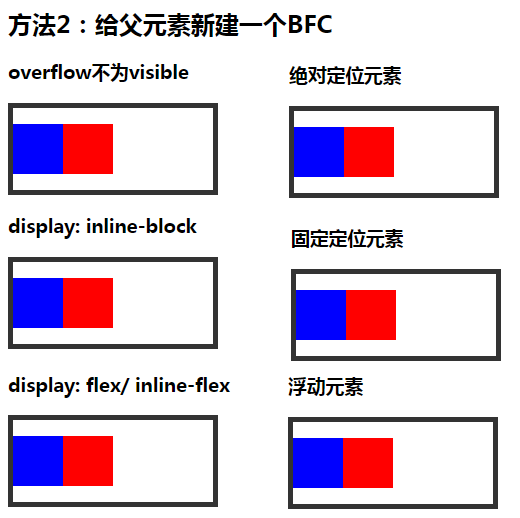 方法2：给父元素新建一个BFC
overflow不为visible
绝对定位元素
display: inline-block
固定定位元素
display: flex/ inline-flex
浮动元素